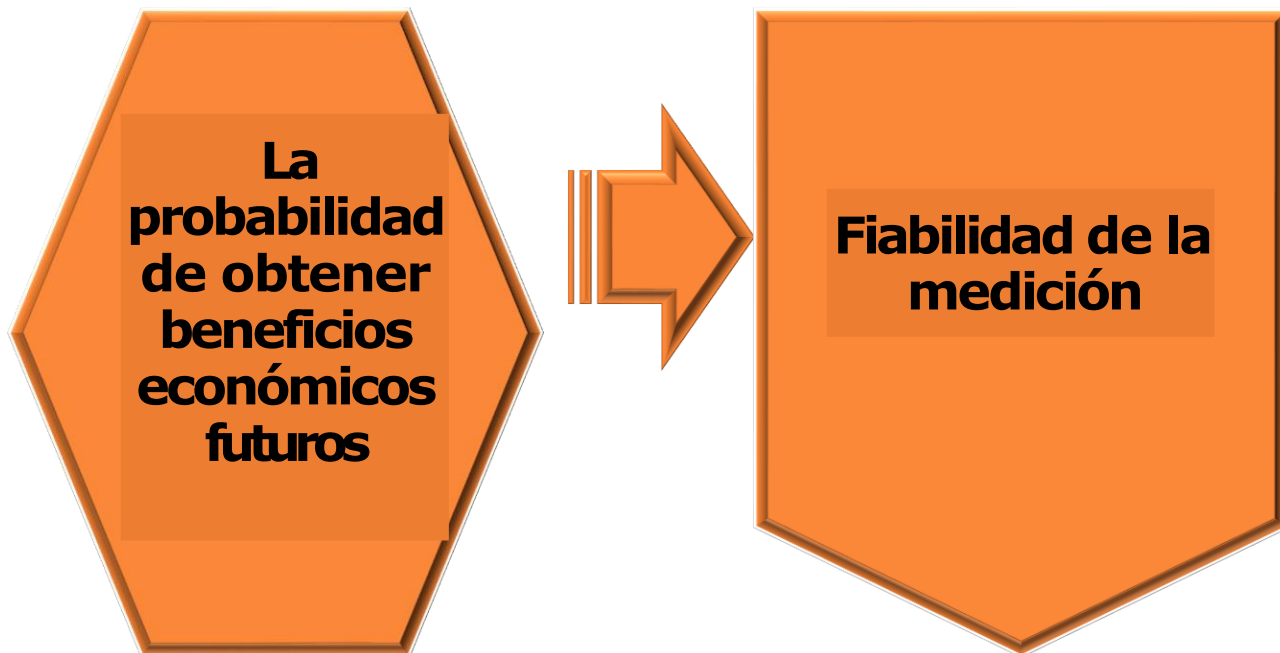 La
probabilidad
de obtener
beneficios
económicos
futuros
Fiabilidad de la
medición